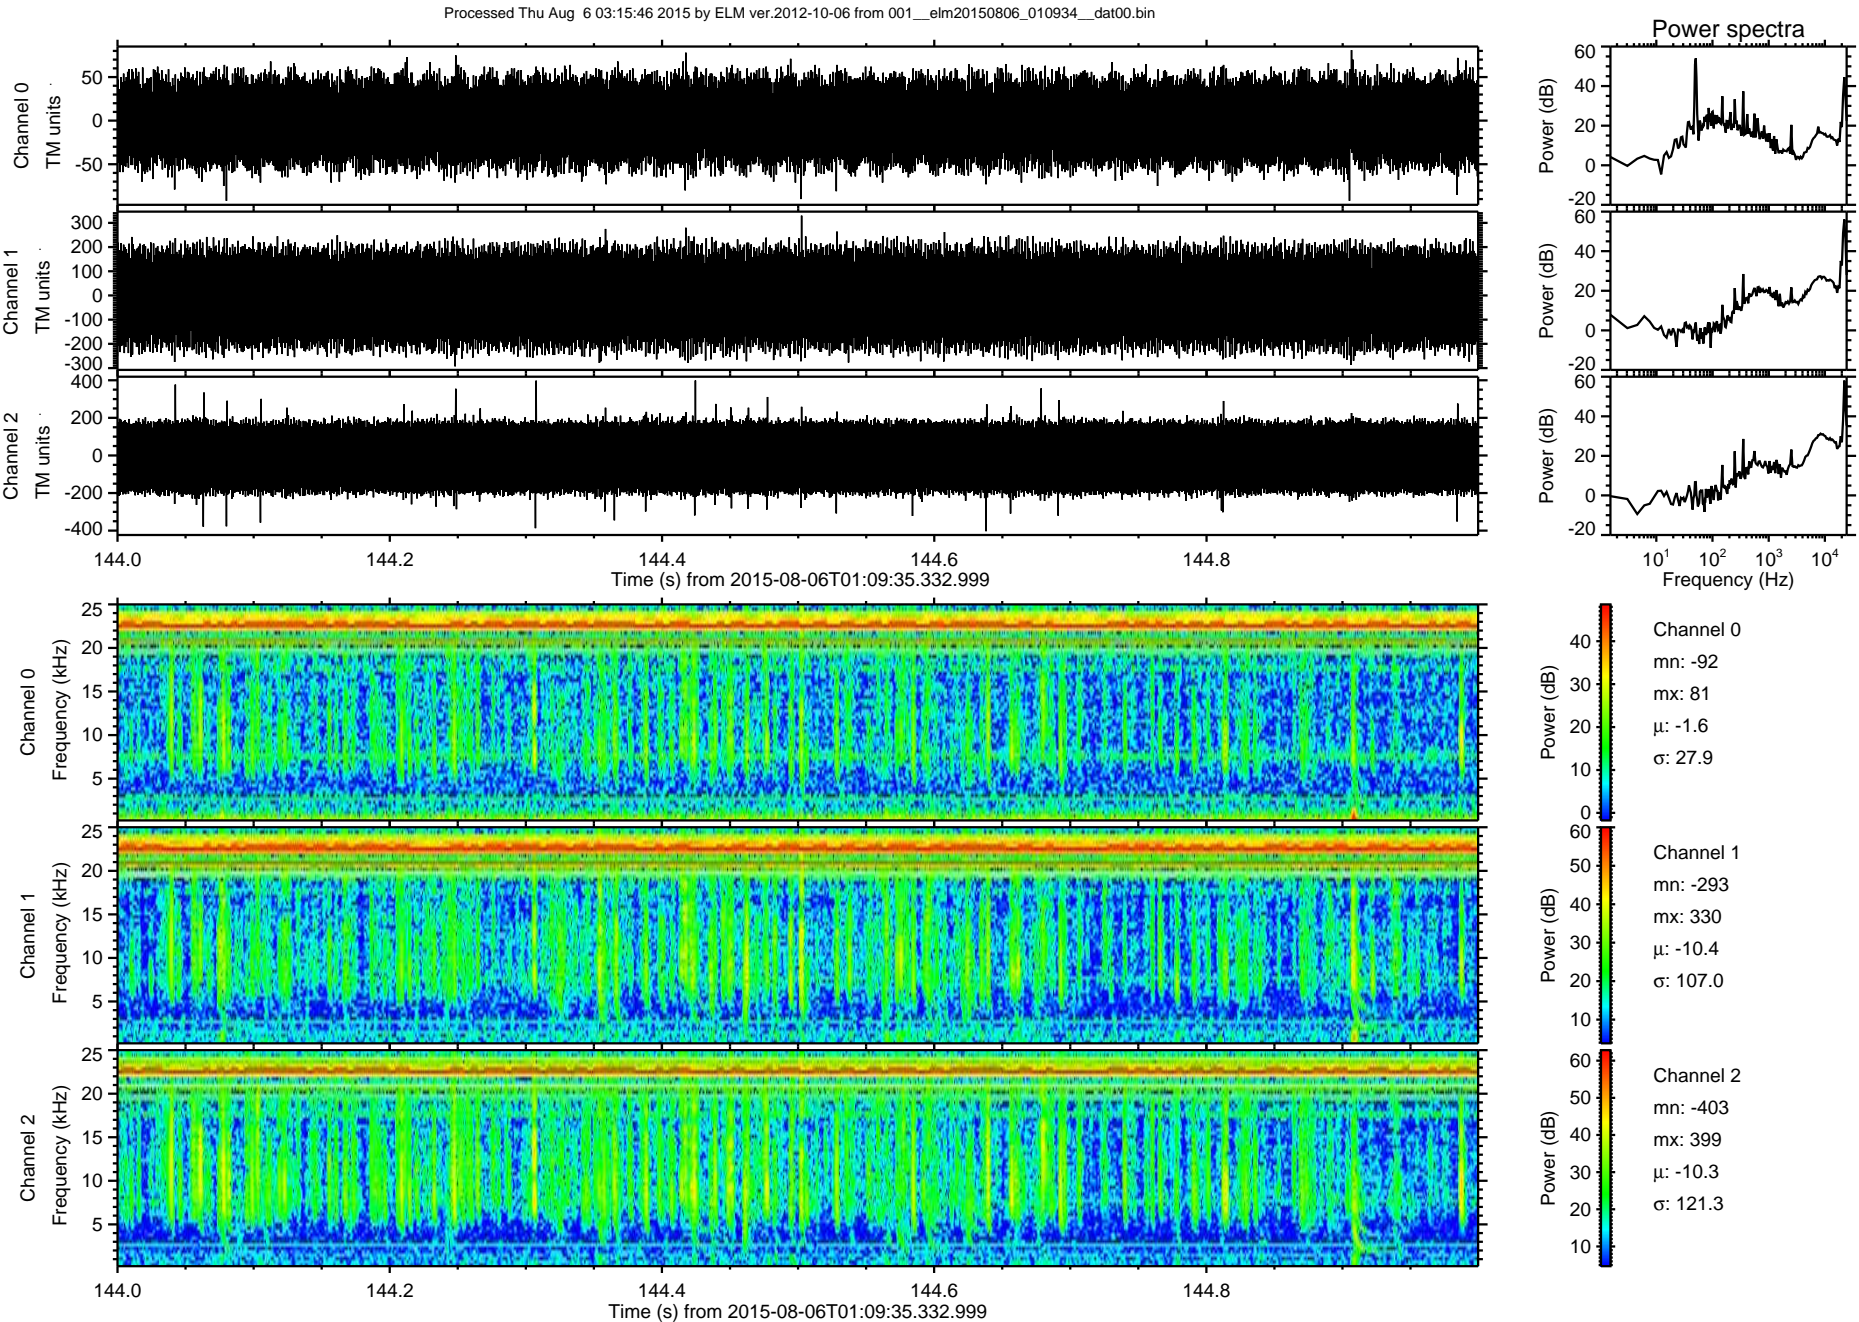 Processed Thu Aug  6 03:15:46 2015 by ELM ver.2012-10-06 from 001__elm20150806_010934__dat00.bin
Power spectra
Channel 0
TM units
50
0
-50
Power (dB)
60
40
20
0
-20
Channel 1
TM units
300
200
100
0
-100
-200
-300
Power (dB)
60
40
20
0
-20
Channel 2
TM units
400
200
0
-200
-400
Power (dB)
60
40
20
0
-20
144.0 144.2 144.4 144.6 144.8
Time (s) from 2015-08-06T01:09:35.332.999
10^1 10^2 10^3 10^4
Frequency (Hz)
Channel 0
Frequency (kHz)
25
20
15
10
5
Power (dB)
40
30
20
10
0
Channel 0
mn: -92
mx: 81
μ: -1.6
σ: 27.9
Channel 1
Frequency (kHz)
25
20
15
10
5
Power (dB)
60
50
40
30
20
10
Channel 1
mn: -293
mx: 330
μ: -10.4
σ: 107.0
Channel 2
Frequency (kHz)
25
20
15
10
5
Power (dB)
60
50
40
30
20
10
Channel 2
mn: -403
mx: 399
μ: -10.3
σ: 121.3
144.0 144.2 144.4 144.6 144.8
Time (s) from 2015-08-06T01:09:35.332.999